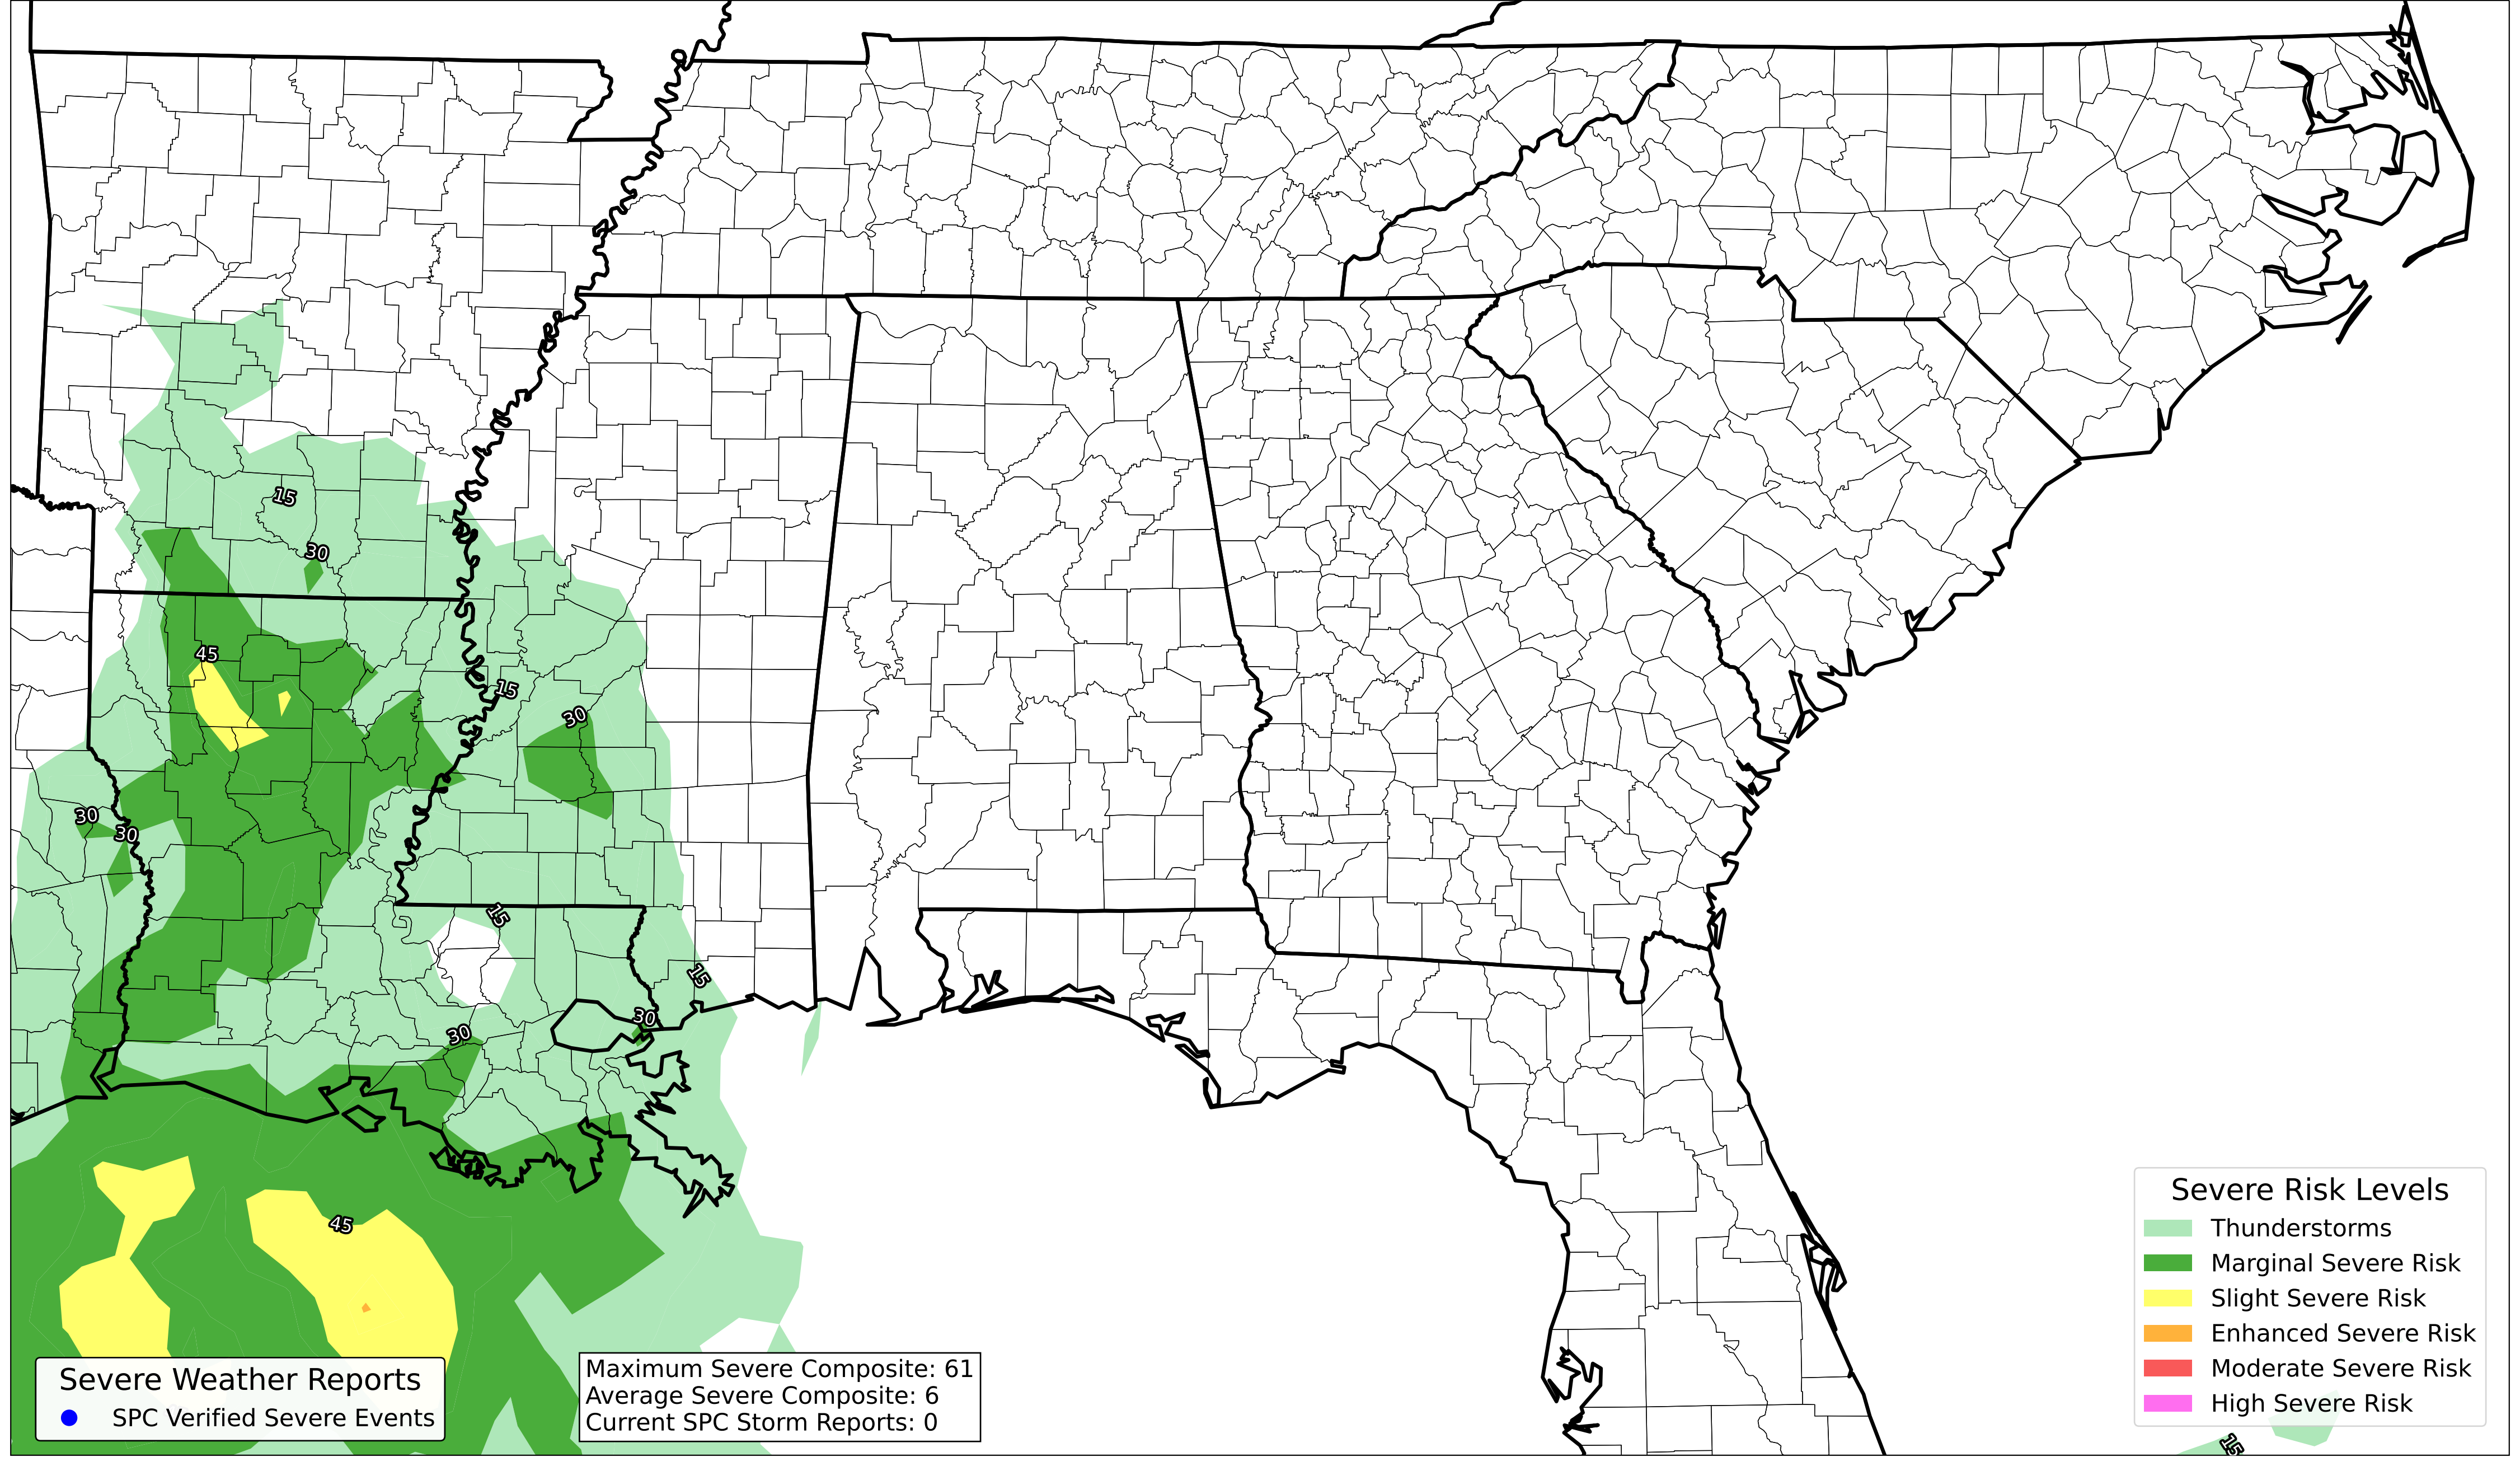 15
30
45
15
30
30
30
15
15
30
30
45
Severe Risk Levels
Thunderstorms
Marginal Severe Risk
Slight Severe Risk
Enhanced Severe Risk
Moderate Severe Risk
High Severe Risk
Severe Weather Reports
SPC Verified Severe Events
Maximum Severe Composite: 61
Average Severe Composite: 6
Current SPC Storm Reports: 0
15